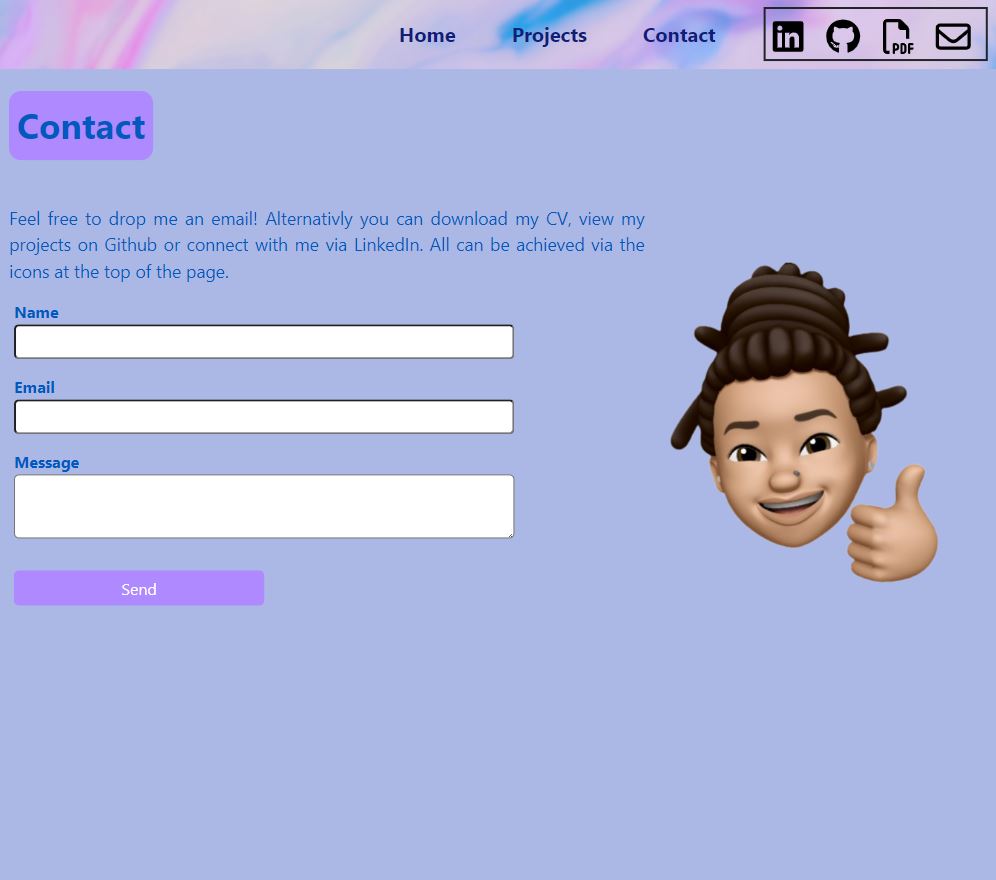 Home Projects Contact
in
PDF
Contact
Feel free to drop me an email! Alternativly you can download my CV, view my
projects on Github or connect with me via LinkedIn. All can be achieved via the
icons at the top of the page.
Name
Email
Message
Send